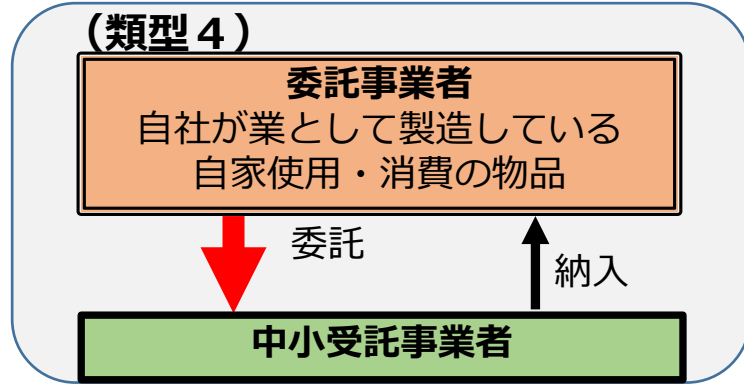 （類型４）
委託事業者
自社が業として製造している
自家使用・消費の物品
委託
納入
中小受託事業者